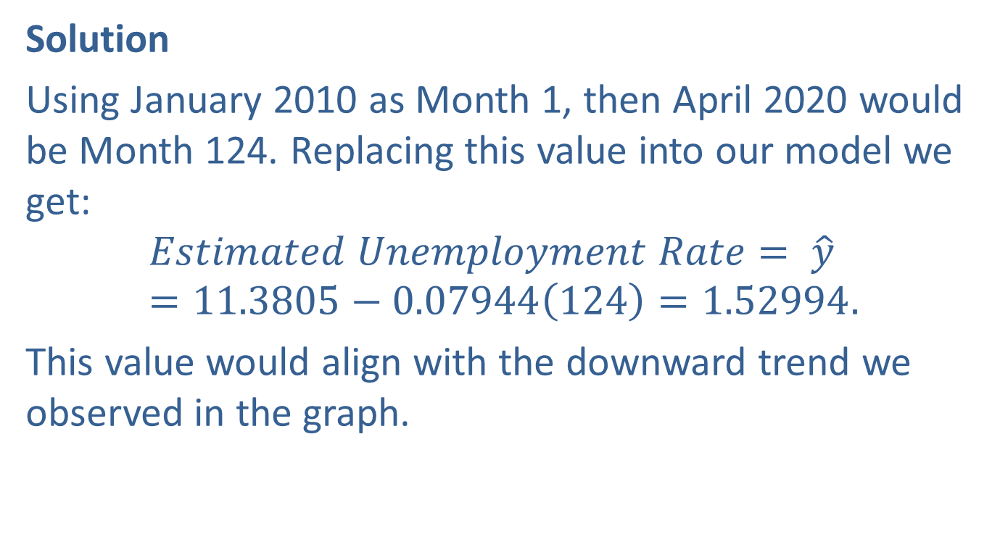 Solution
Using January 2010 as Month 1, then April 2020 would
be Month 124. Replacing this value into our model we
get:
Estimated Unemployment Rate = ŷ
= 11.3805 − 0.07944(124) = 1.52994.
This value would align with the downward trend we
observed in the graph.